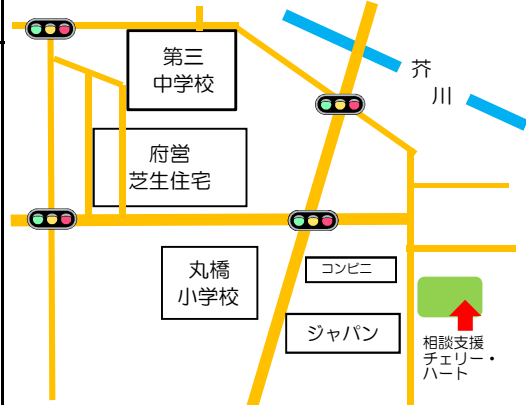 第三
中学校
芥
川
府営
芝生住宅
丸橋
小学校
コンビニ
ジャパン
相談支援
チェリー・
ハート